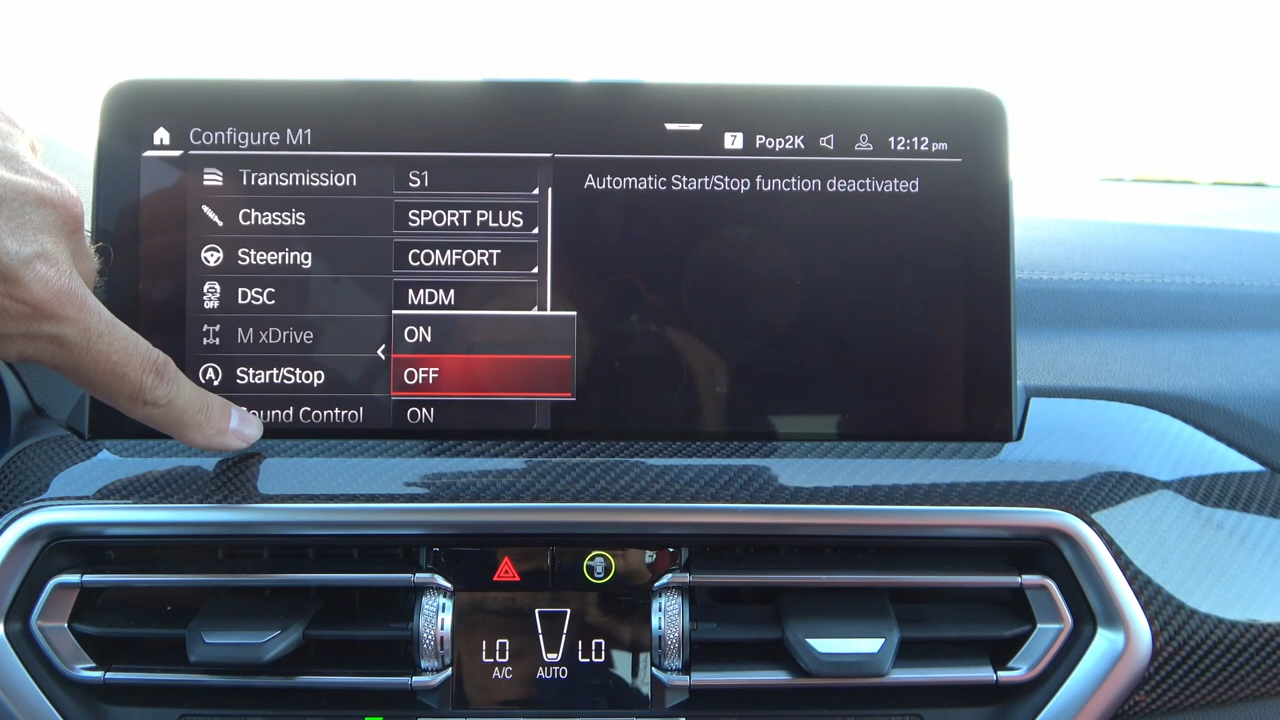 Configure M1
7 Pop2K 12:12 pm
Transmission S1
Automatic Start/Stop function deactivated
Chassis SPORT PLUS
Steering COMFORT
OFF DSC MDM
M xDrive ON
A Start/Stop OFF
Sound Control ON
LO LO
A/C AUTO